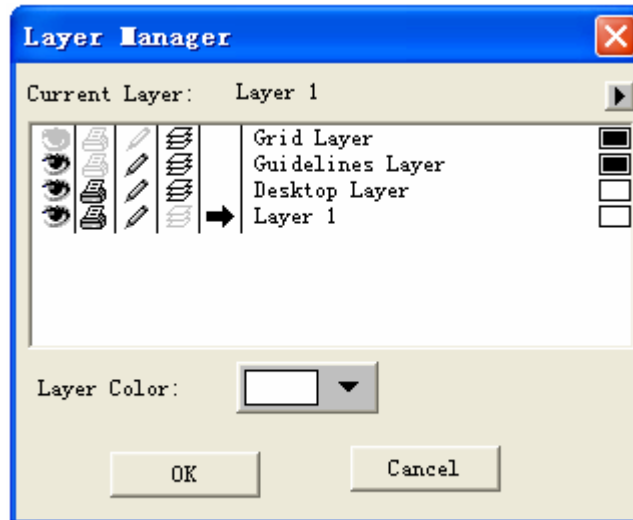 Layer Manager
Current Layer: Layer 1
Grid Layer
Guidelines Layer
Desktop Layer
Layer 1
Layer Color:
OK Cancel